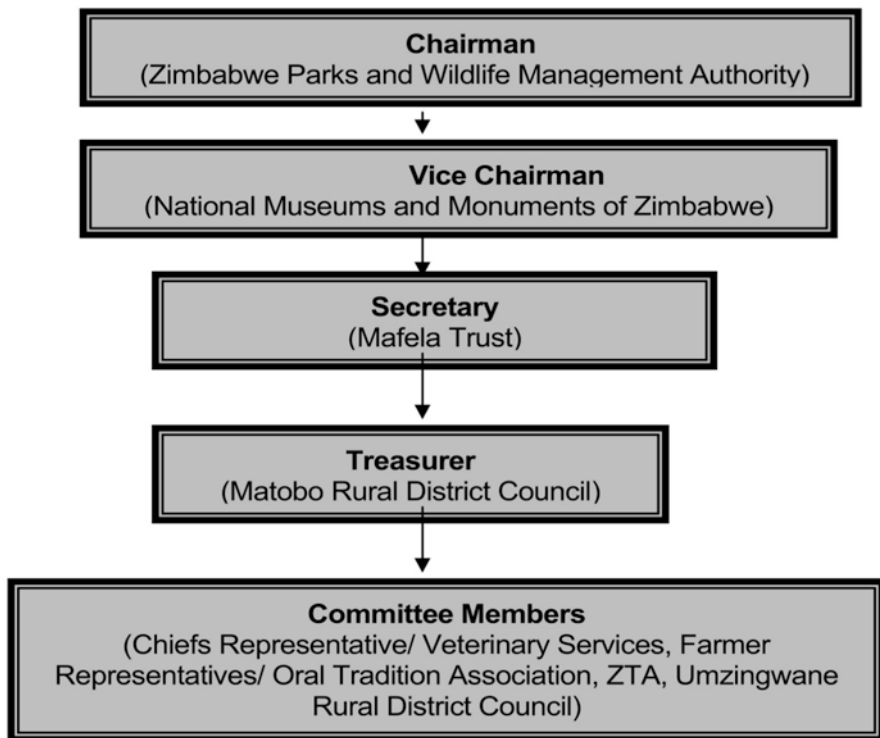 Chairman
(Zimbabwe Parks and Wildlife Management Authority)
Vice Chairman
(National Museums and Monuments of Zimbabwe)
Secretary
(Mafela Trust)
Treasurer
(Matobo Rural District Council)
Committee Members
(Chiefs Representative/ Veterinary Services, Farmer
Representatives/ Oral Tradition Association, ZTA, Umzingwane
Rural District Council)